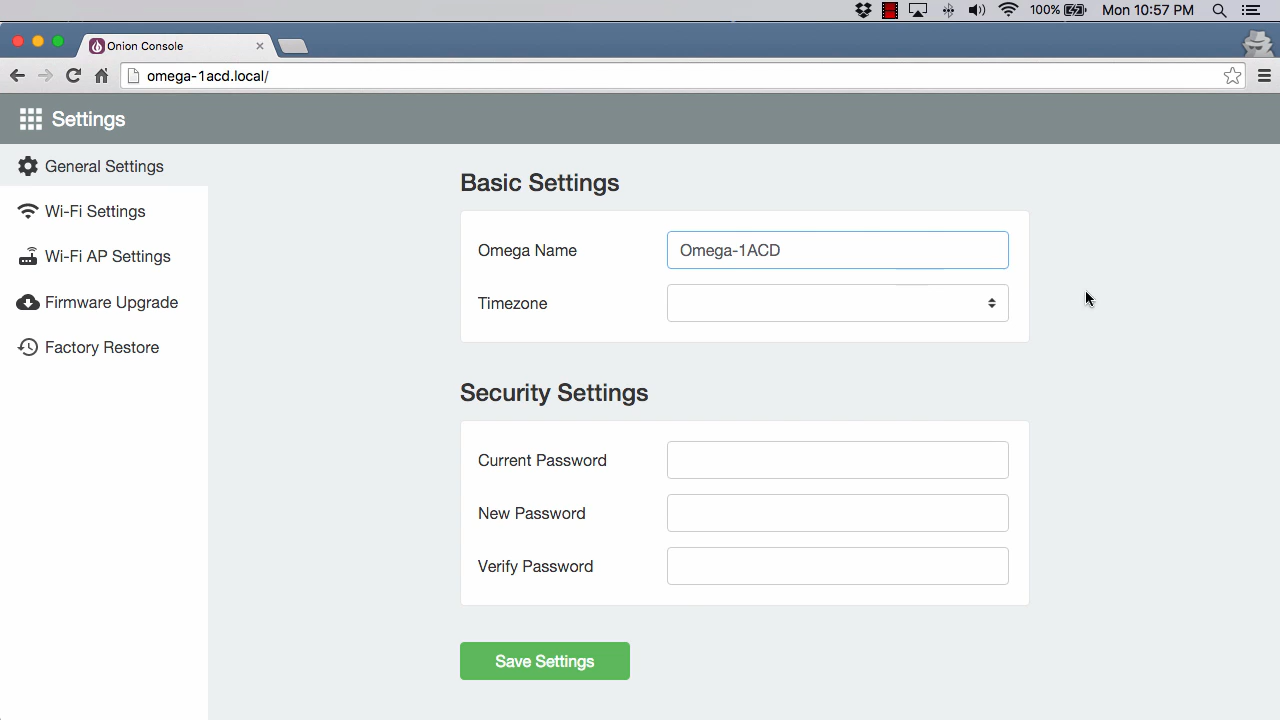 100%
Mon 10:57 PM
Onion Console
omega-1acd.local/
Settings
General Settings
Wi-Fi Settings
Wi-Fi AP Settings
Firmware Upgrade
Factory Restore
Basic Settings
Omega Name
Omega-1ACD
Timezone
Security Settings
Current Password
New Password
Verify Password
Save Settings